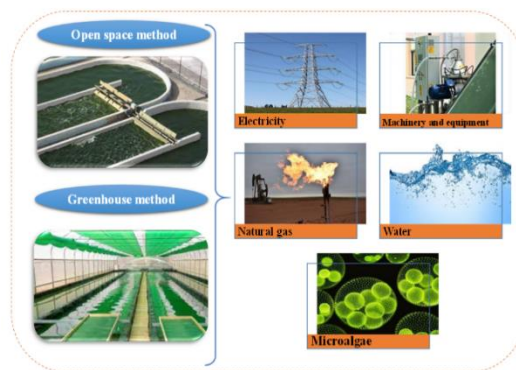 Open space method
Electricity
Machinery and equipment
Greenhouse method
Natural gas
Water
Microalgae